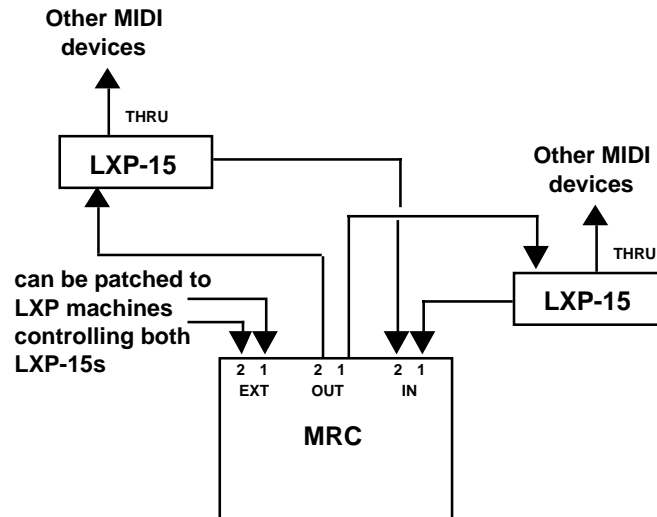 Other MIDI
devices
THRU
LXP-15
Other MIDI
devices
THRU
LXP-15
can be patched to
LXP machines
controlling both
LXP-15s
2 1 2 1 2 1
EXT OUT IN
MRC